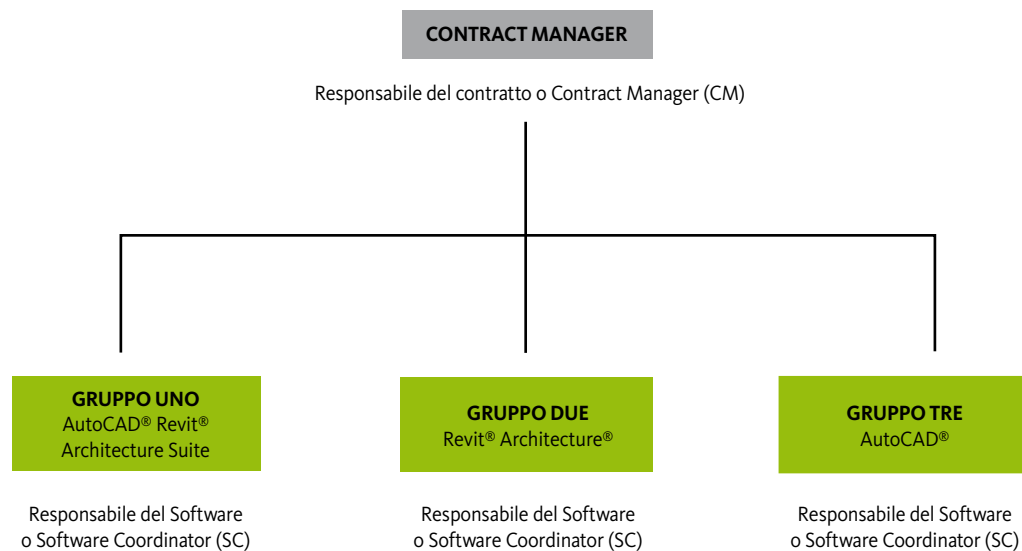 CONTRACT MANAGER
Responsabile del contratto o Contract Manager (CM)
GRUPPO UNO
AutoCAD® Revit®
Architecture Suite
Responsabile del Software
o Software Coordinator (SC)
GRUPPO DUE
Revit® Architecture®
Responsabile del Software
o Software Coordinator (SC)
GRUPPO TRE
AutoCAD®
Responsabile del Software
o Software Coordinator (SC)